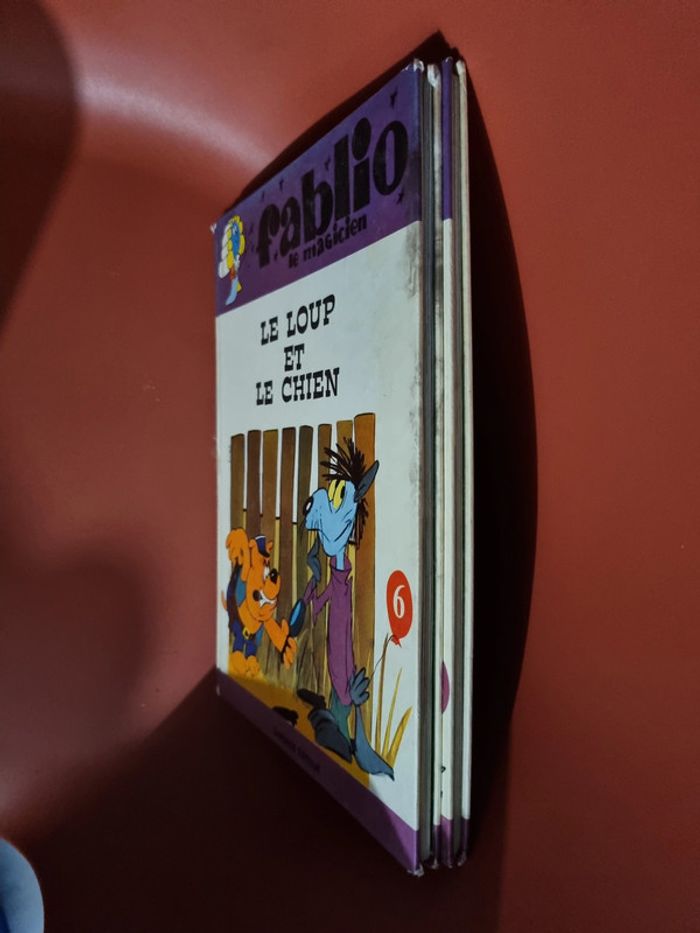 fablio
le magicien
LE LOUP
ET
LE CHIEN
6